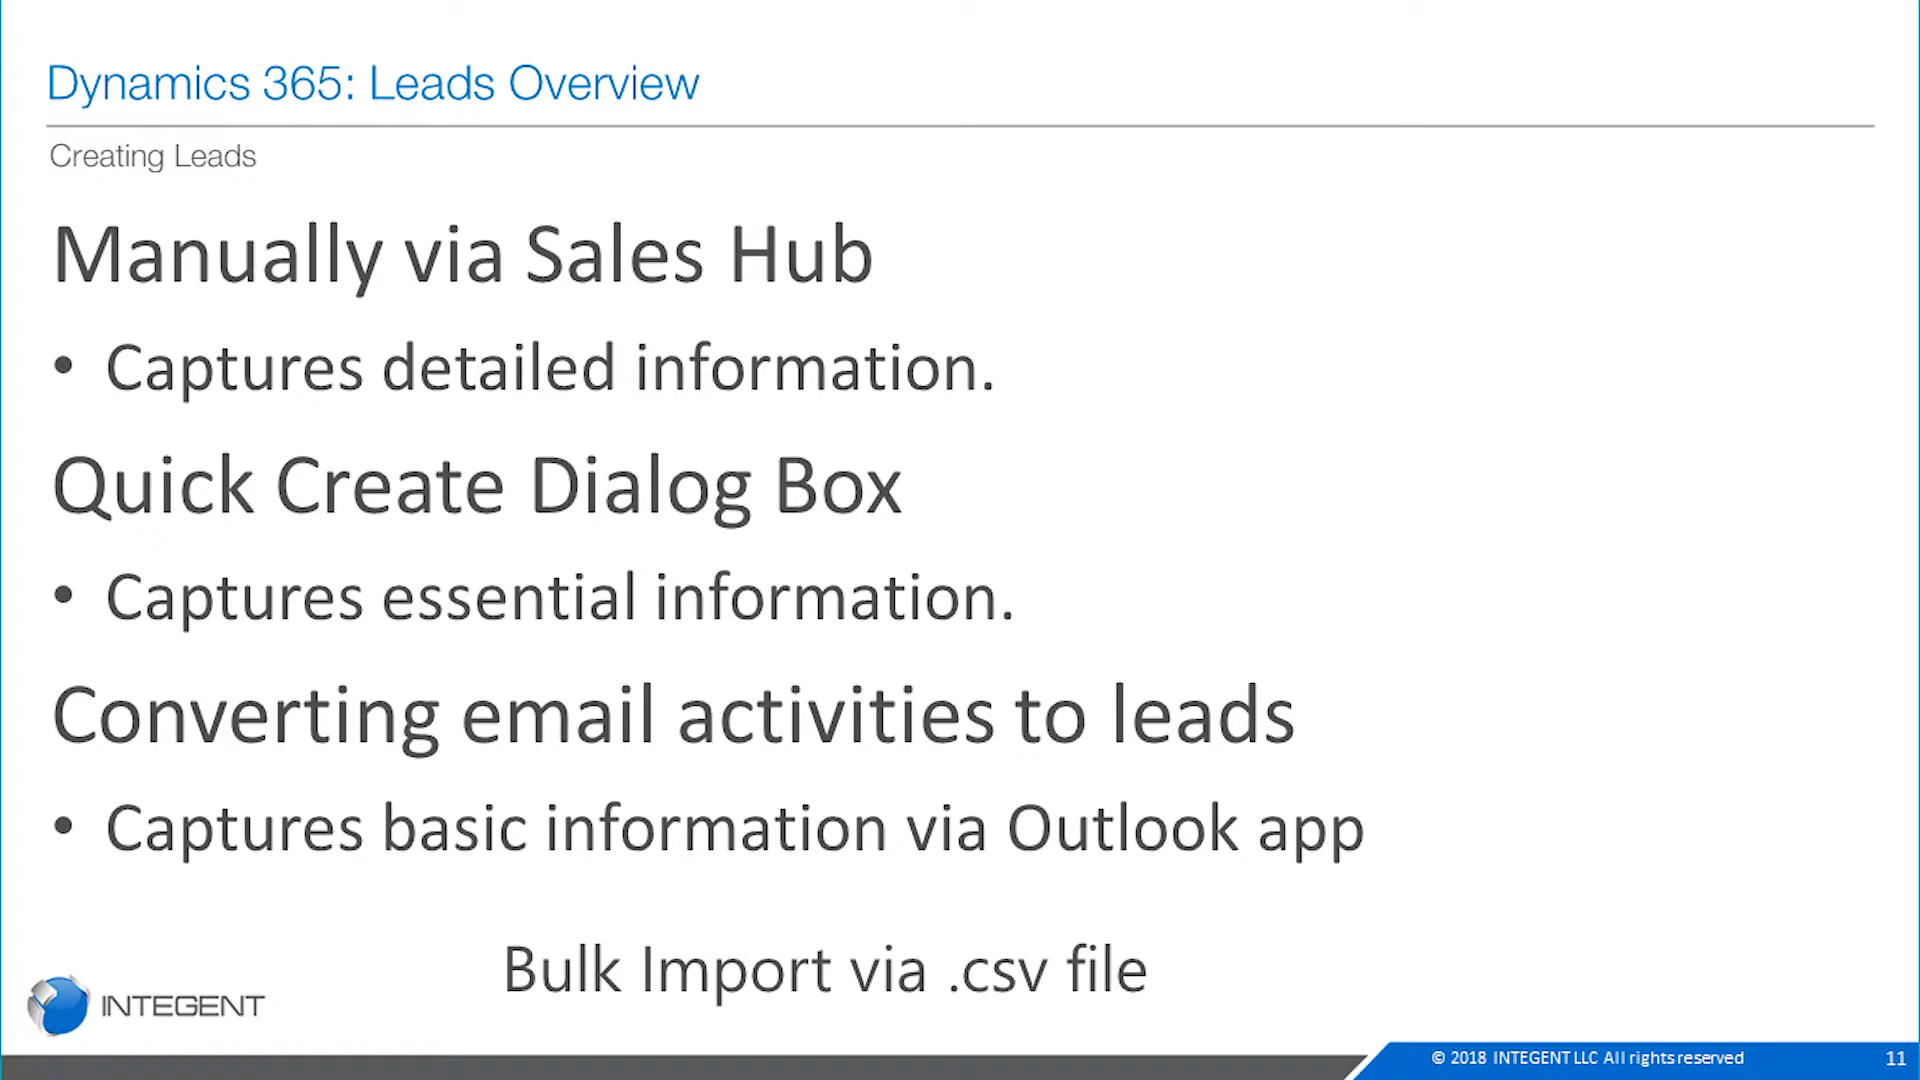 Dynamics 365: Leads Overview
Creating Leads
Manually via Sales Hub
• Captures detailed information.
Quick Create Dialog Box
• Captures essential information.
Converting email activities to leads
• Captures basic information via Outlook app
Bulk Import via .csv file
INTEGENT
© 2018 INTEGENT LLC All rights reserved 11